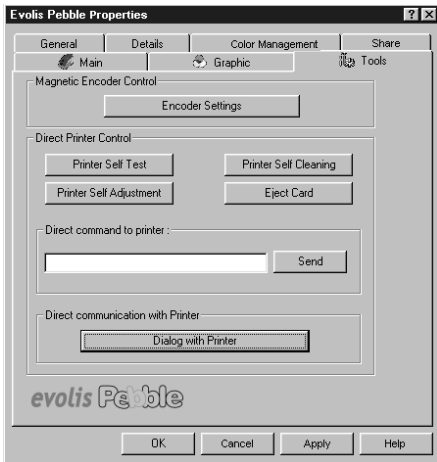 Evolis Pebble Properties
General Details Color Management Share
Main Graphic Tools
Magnetic Encoder Control
Encoder Settings
Direct Printer Control
Printer Self Test Printer Self Cleaning
Printer Self Adjustment Eject Card
Direct command to printer :
Send
Direct communication with Printer
Dialog with Printer
evolis Pebble
OK Cancel Apply Help